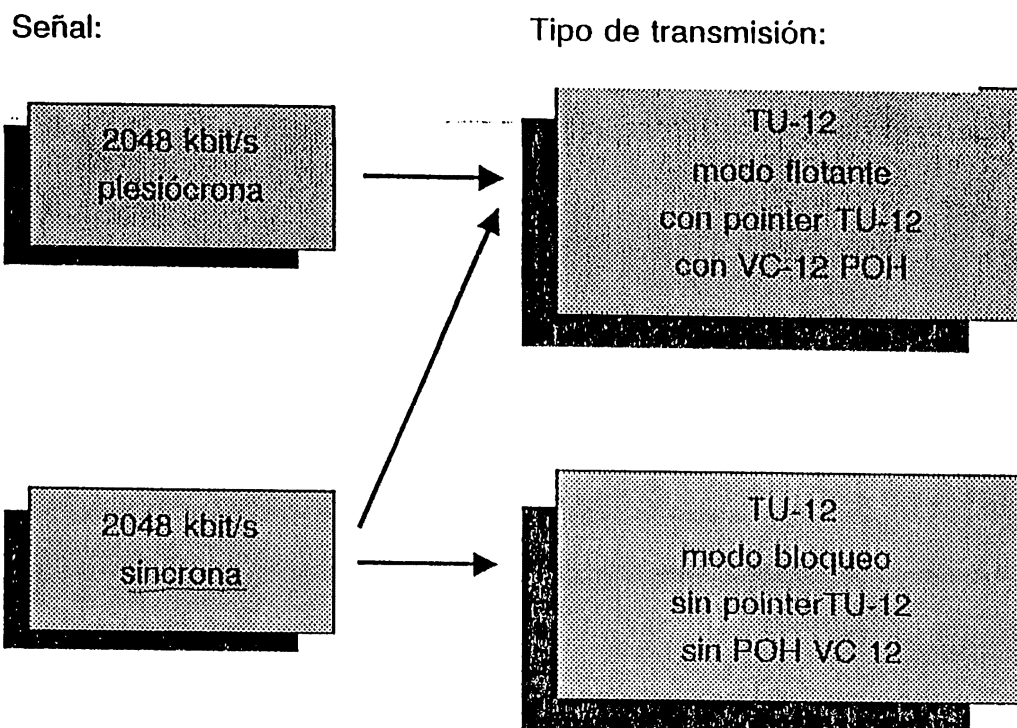 Señal:
Tipo de transmisión:
2048 kbit/s
plesiócrona
TU-12
modo flotante
con pointer TU-12
con VC-12 POH
2048 kbit/s
síncrona
TU-12
modo bloqueo
sin pointerTU-12
sin POH VC 12